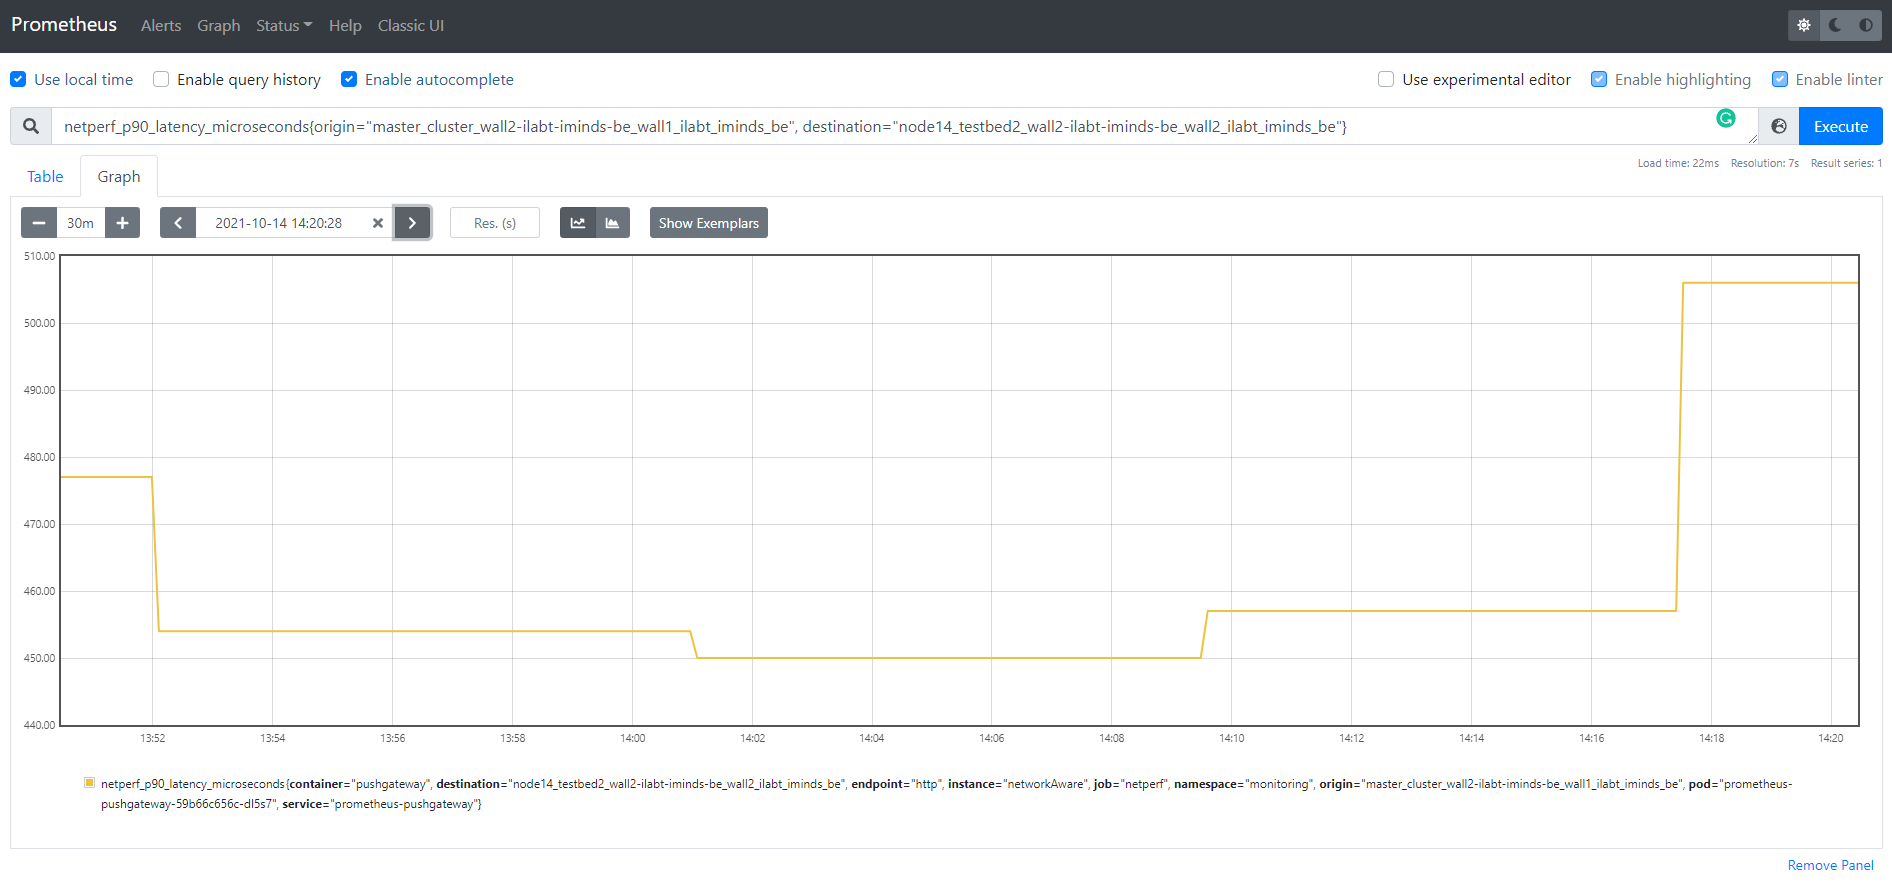 Prometheus Alerts Graph Status Help Classic UI
Use local time Enable query history Enable autocomplete Use experimental editor Enable highlighting Enable linter
netperf_p90_latency_microseconds{origin="master_cluster_wall2-ilabt-iminds-be_wall1_ilabt_iminds_be", destination="node14_testbed2_wall2-ilabt-iminds-be_wall2_ilabt_iminds_be"} Execute
Load time: 22ms Resolution: 7s Result series: 1
Table Graph
30m 2021-10-14 14:20:28 Res. (s) Show Exemplars
510.00
500.00
490.00
480.00
470.00
460.00
450.00
440.00
13:52 13:54 13:56 13:58 14:00 14:02 14:04 14:06 14:08 14:10 14:12 14:14 14:16 14:18 14:20
netperf_p90_latency_microseconds{container="pushgateway", destination="node14_testbed2_wall2-ilabt-iminds-be_wall2_ilabt_iminds_be", endpoint="http", instance="networkAware", job="netperf", namespace="monitoring", origin="master_cluster_wall2-ilabt-iminds-be_wall1_ilabt_iminds_be", pod="prometheus-
pushgateway-59b66c656c-dl5s7", service="prometheus-pushgateway"}
Remove Panel